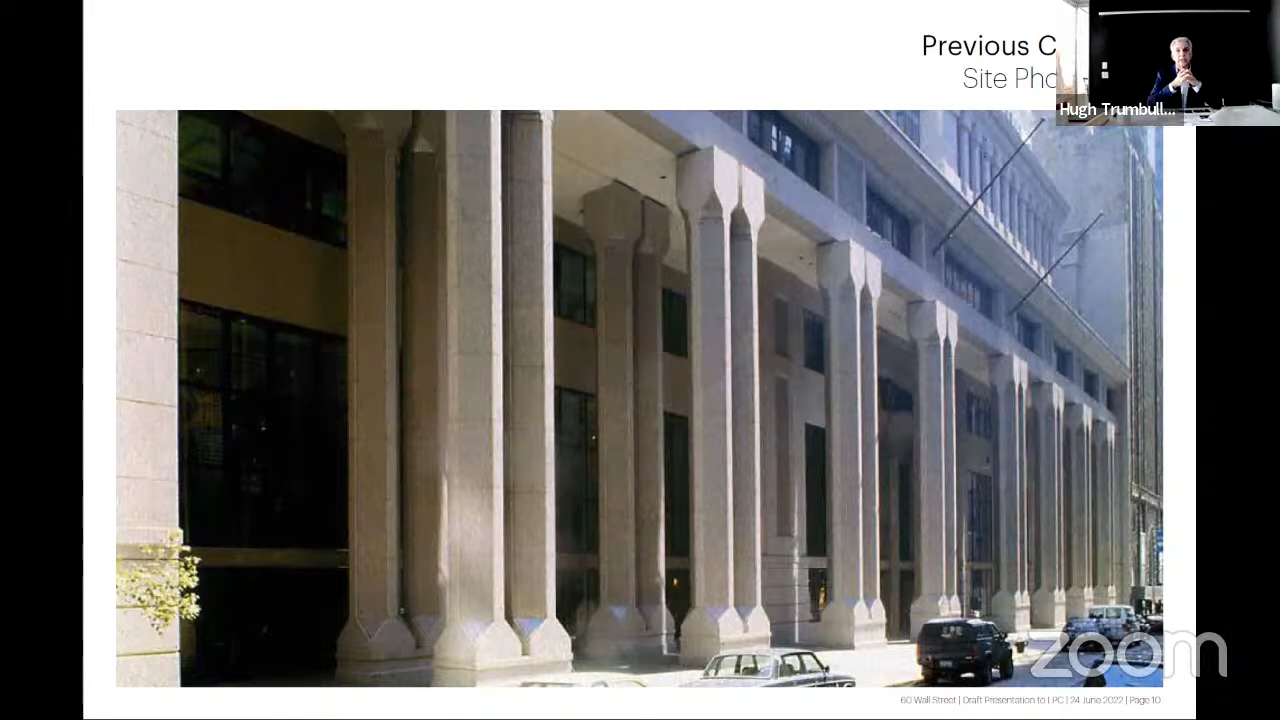 Previous C
Site Pho
Hugh Trumbull...
zoom
60 Wall Street | Draft Presentation to LPC | 24 June 2022 | Page 10